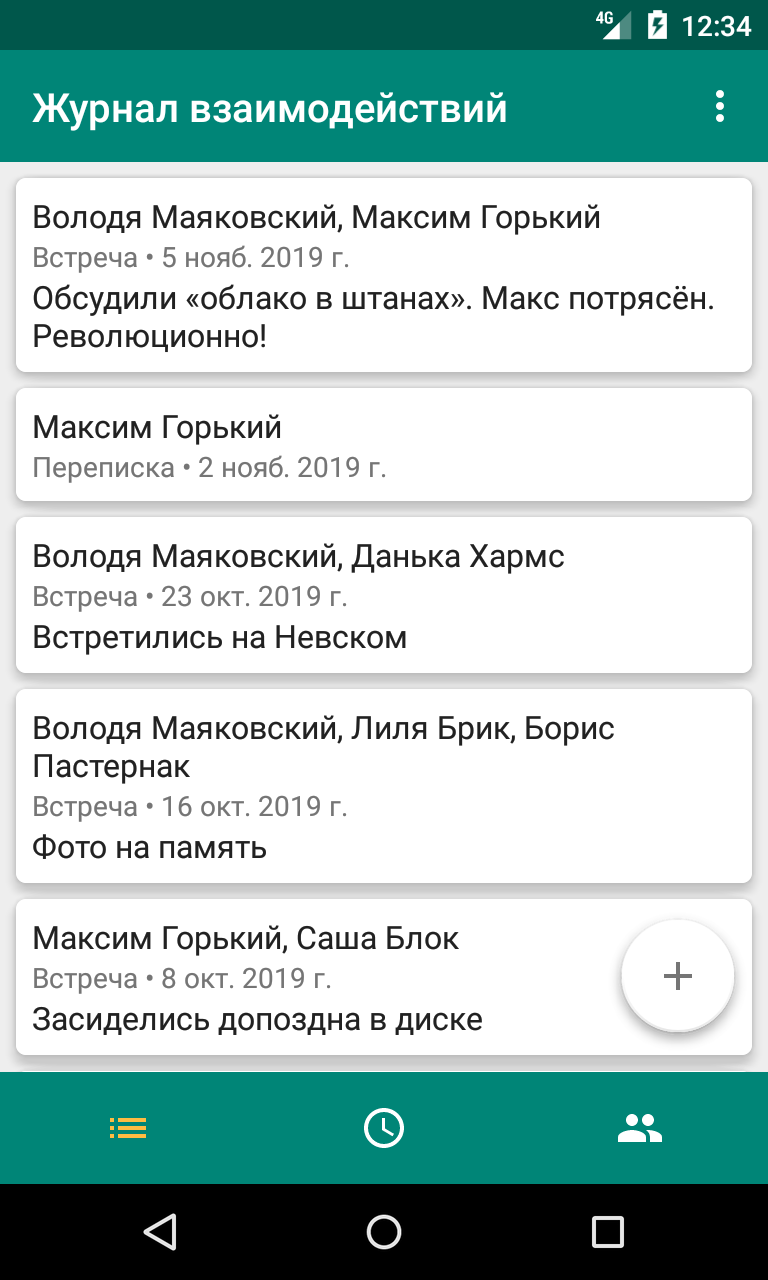 4G 12:34
Журнал взаимодействий
Володя Маяковский, Максим Горький
Встреча • 5 нояб. 2019 г.
Обсудили «облако в штанах». Макс потрясён.
Революционно!
Максим Горький
Переписка • 2 нояб. 2019 г.
Володя Маяковский, Данька Хармс
Встреча • 23 окт. 2019 г.
Встретились на Невском
Володя Маяковский, Лиля Брик, Борис
Пастернак
Встреча • 16 окт. 2019 г.
Фото на память
Максим Горький, Саша Блок
Встреча • 8 окт. 2019 г.
Засиделись допоздна в диске